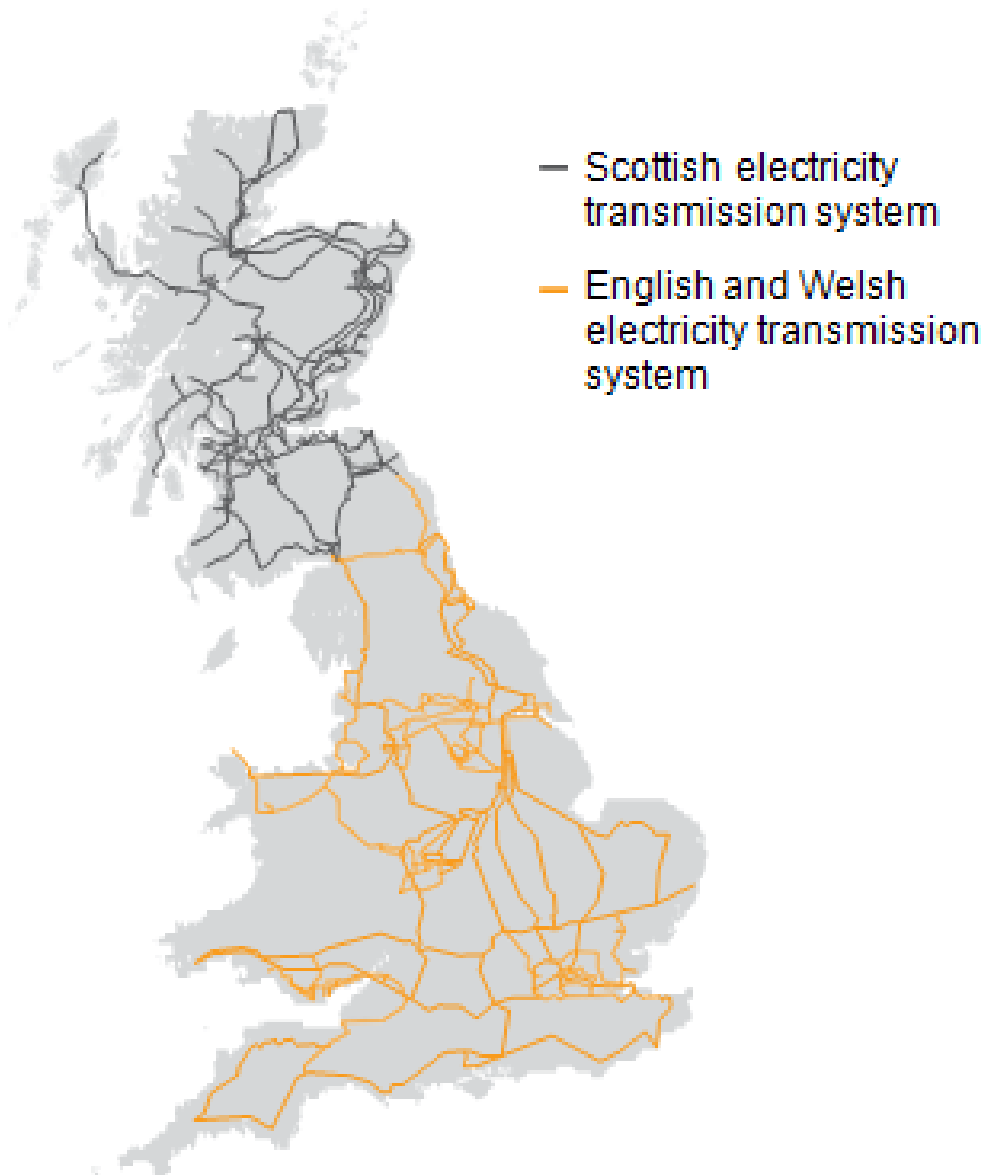 Scottish electricity
transmission system
English and Welsh
electricity transmission
system